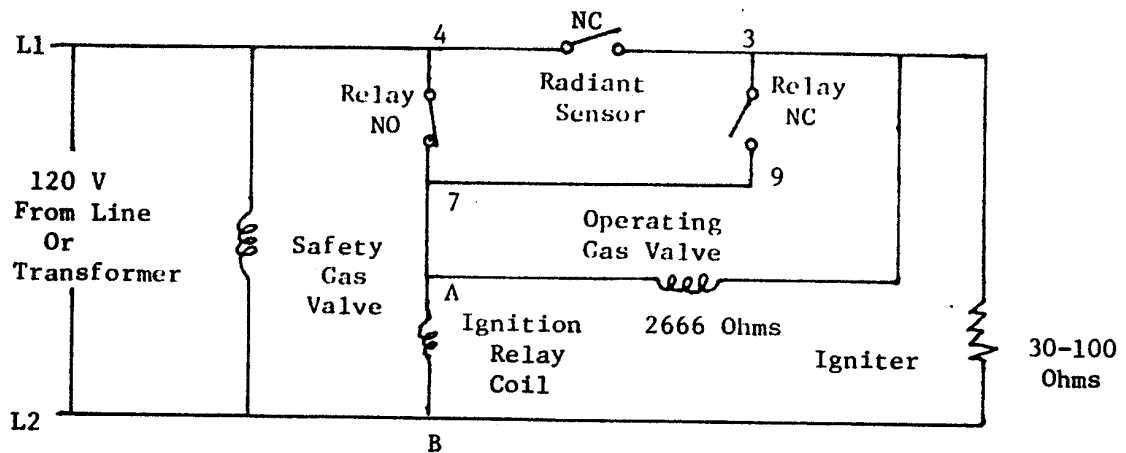 NC
4
3
L1
Relay
NO
Radiant
Sensor
Relay
NC
120 V
From Line
Or
Transformer
7
9
Operating
Gas Valve
Safety
Gas
Valve
A
2666 Ohms
Ignition
Relay
Coil
Igniter
30-100
Ohms
L2
B